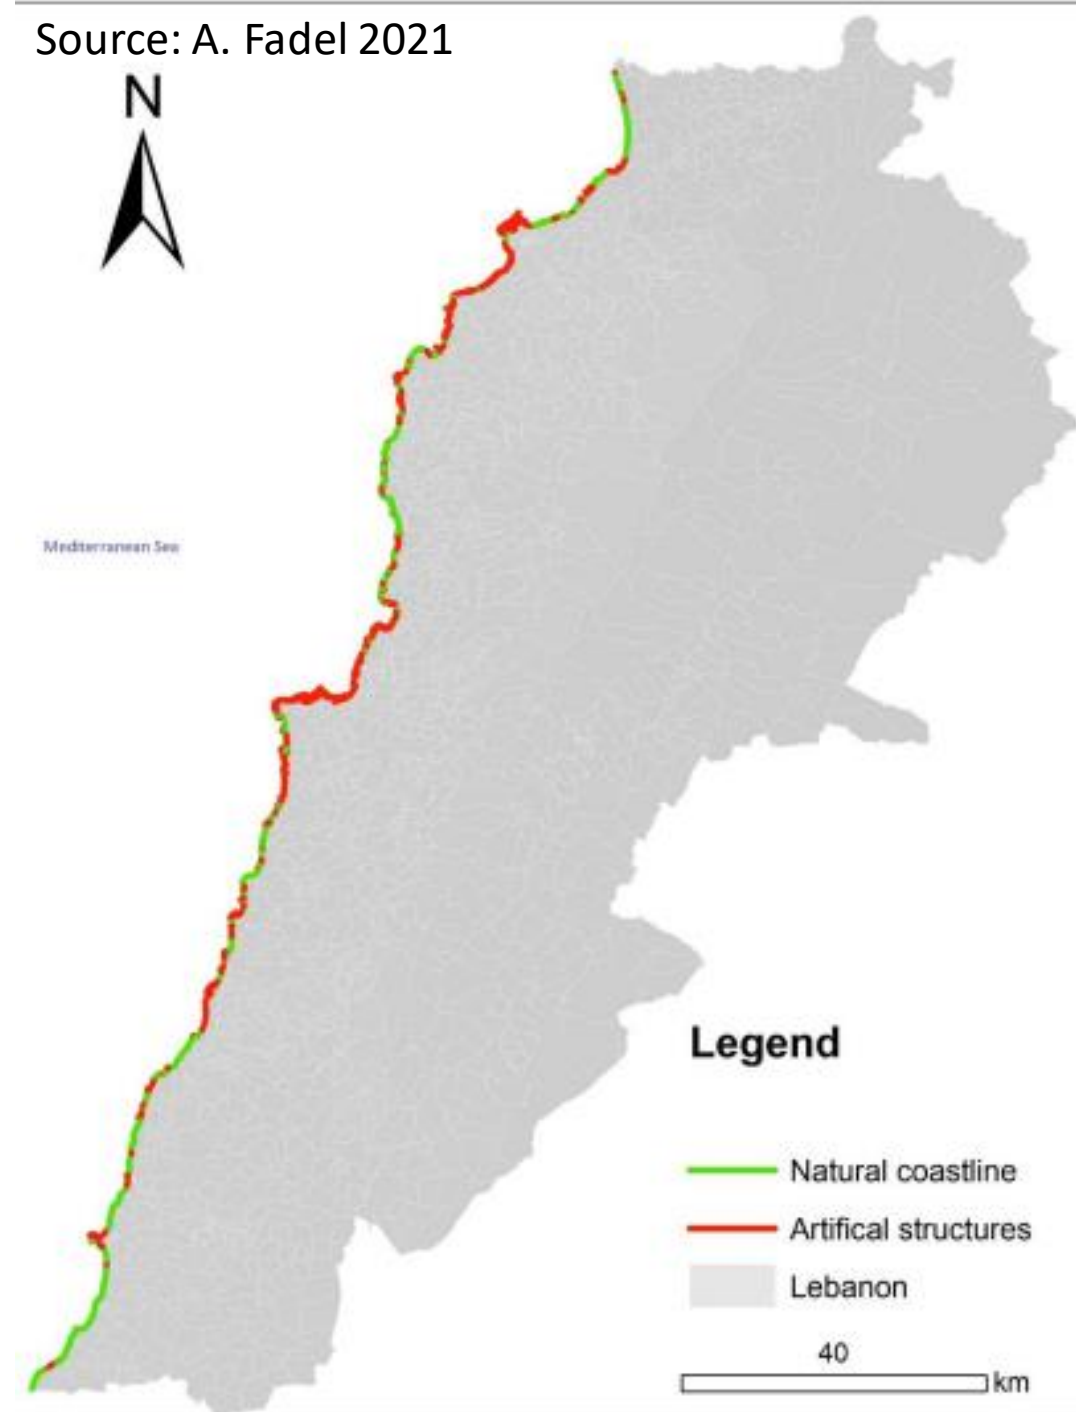 Source: A. Fadel 2021
N
Mediterranean Sea
Legend
Natural coastline
Artifical structures
Lebanon
40
km